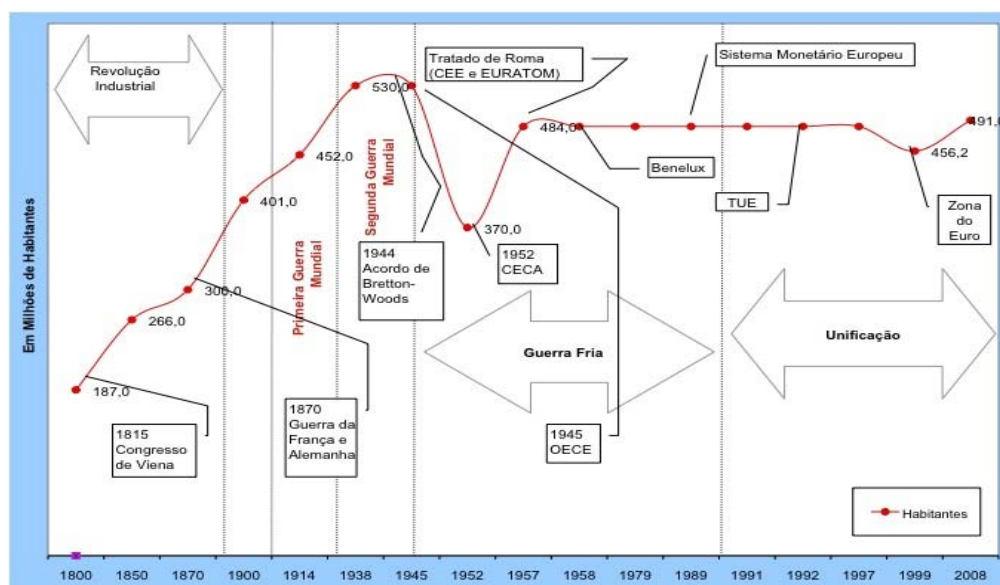 Em Milhões de Habitantes
Revolução
Industrial
Tratado de Roma
(CEE e EURATOM)
Sistema Monetário Europeu
530,0
484,0
491,0
456,2
452,0
401,0
370,0
300,0
266,0
187,0
Benelux
TUE
Zona
do
Euro
Primeira Guerra
Mundial
Segunda Guerra
Mundial
1944
Acordo de
Bretton-
Woods
1952
CECA
Guerra Fria
Unificação
1815
Congresso
de Viena
1870
Guerra da
França e
Alemanha
1945
OECE
Habitantes
1800 1850 1870 1900 1914 1938 1945 1952 1957 1958 1979 1989 1991 1992 1997 1999 2008